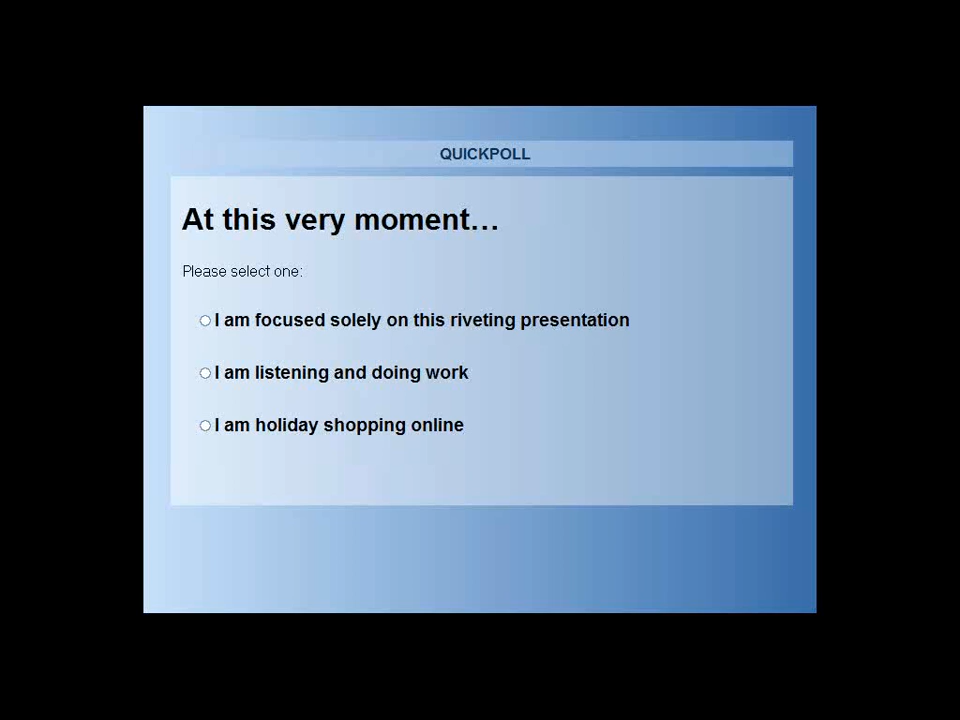 QUICKPOLL
At this very moment…
Please select one:
I am focused solely on this riveting presentation
I am listening and doing work
I am holiday shopping online